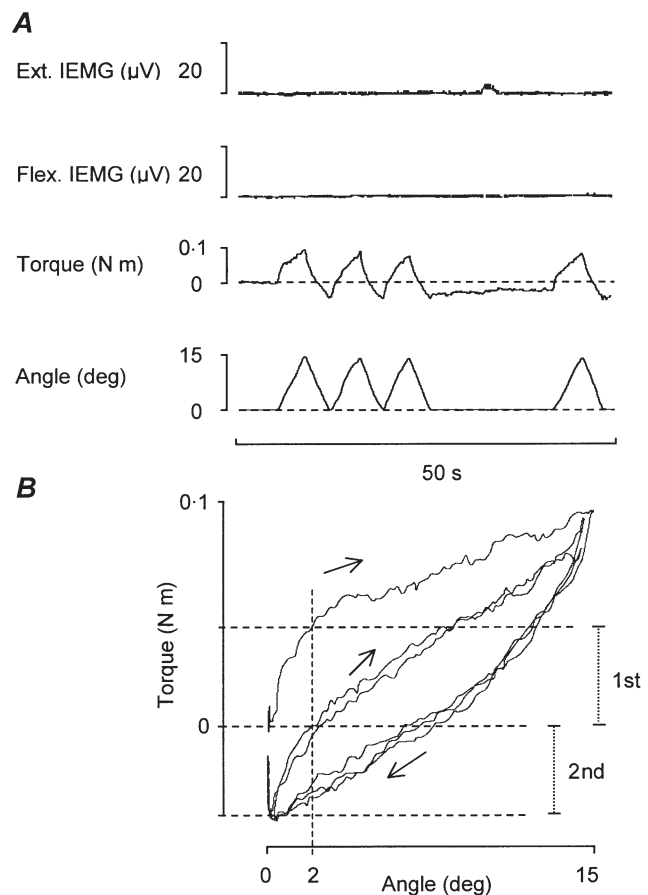 A
Ext. IEMG (µV) 20
Flex. IEMG (µV) 20
Torque (N m) 0·1
0
Angle (deg) 15
0
50 s
B
0·1
Torque (N m)
0
1st
2nd
0 2 15
Angle (deg)